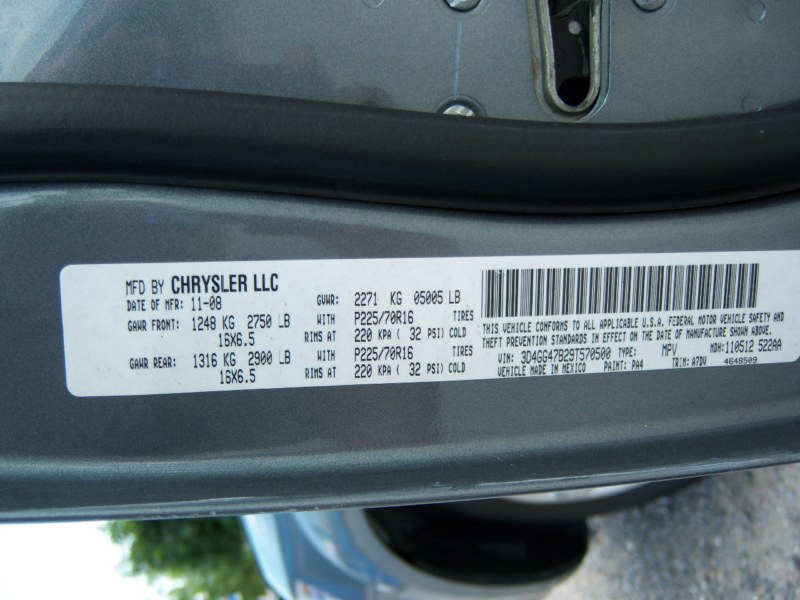 MFD BY CHRYSLER LLC
DATE OF MFR: 11-08 GVWR: 2271 KG 05005 LB
GAWR FRONT: 1248 KG 2750 LB WITH P225/70R16 TIRES
16X6.5 RIMS AT 220 KPA ( 32 PSI) COLD
GAWR REAR: 1316 KG 2900 LB WITH P225/70R16 TIRES
16X6.5 RIMS AT 220 KPA ( 32 PSI) COLD
THIS VEHICLE CONFORMS TO ALL APPLICABLE U.S.A. FEDERAL MOTOR VEHICLE SAFETY AND
THEFT PREVENTION STANDARDS IN EFFECT ON THE DATE OF MANUFACTURE SHOWN ABOVE.
VIN: 3D4GG47B29T570500 TYPE: MPV MDH: 110512 522AA
VEHICLE MADE IN MEXICO PAINT: PA4 TRIM: A7DV 4648509